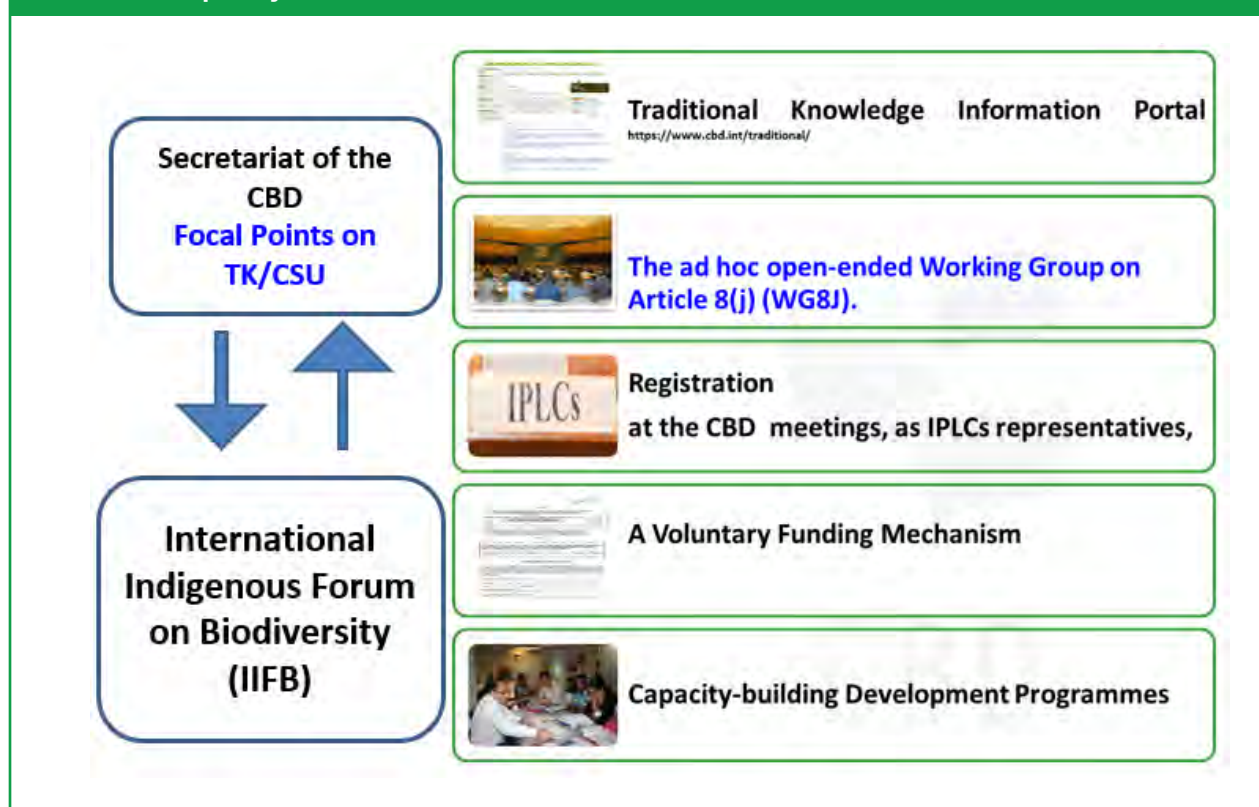 Secretariat of the
CBD
Focal Points on
TK/CSU
International
Indigenous Forum
on Biodiversity
(IIFB)
Traditional Knowledge Information Portal
https://www.cbd.int/traditional/
The ad hoc open-ended Working Group on
Article 8(j) (WG8J).
IPLCs
Registration
at the CBD meetings, as IPLCs representatives,
A Voluntary Funding Mechanism
Capacity-building Development Programmes